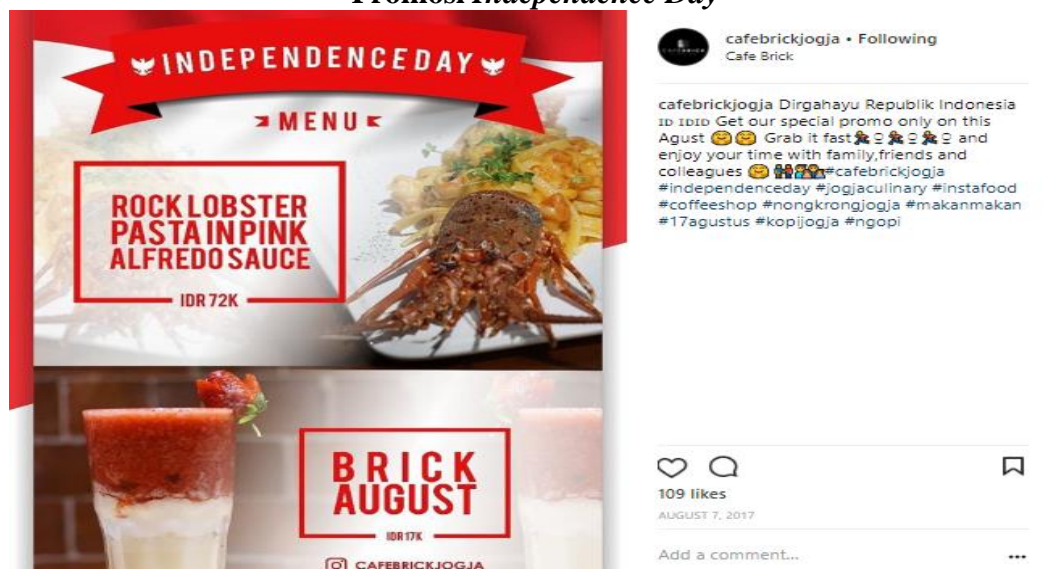 Promosi Independence Day
INDEPENDENCEDAY
MENU
ROCK LOBSTER
PASTA IN PINK
ALFREDO SAUCE
IDR 72K
BRICK
AUGUST
IDR 17K
CAFEBRICKJOGJA
cafebrickjogja • Following
Cafe Brick
cafebrickjogja Dirgahayu Republik Indonesia
ID IDID Get our special promo only on this
Agust 🤗🤗 Grab it fast🏃♀🏃♀🏃♀ and
enjoy your time with family,friends and
colleagues 🤗👫👨‍👩‍👧‍👦#cafebrickjogja
#independenceday #jogjaculinary #instafood
#coffeeshop #nongkrongjogja #makanmakan
#17agustus #kopijogja #ngopi
109 likes
AUGUST 7, 2017
Add a comment...